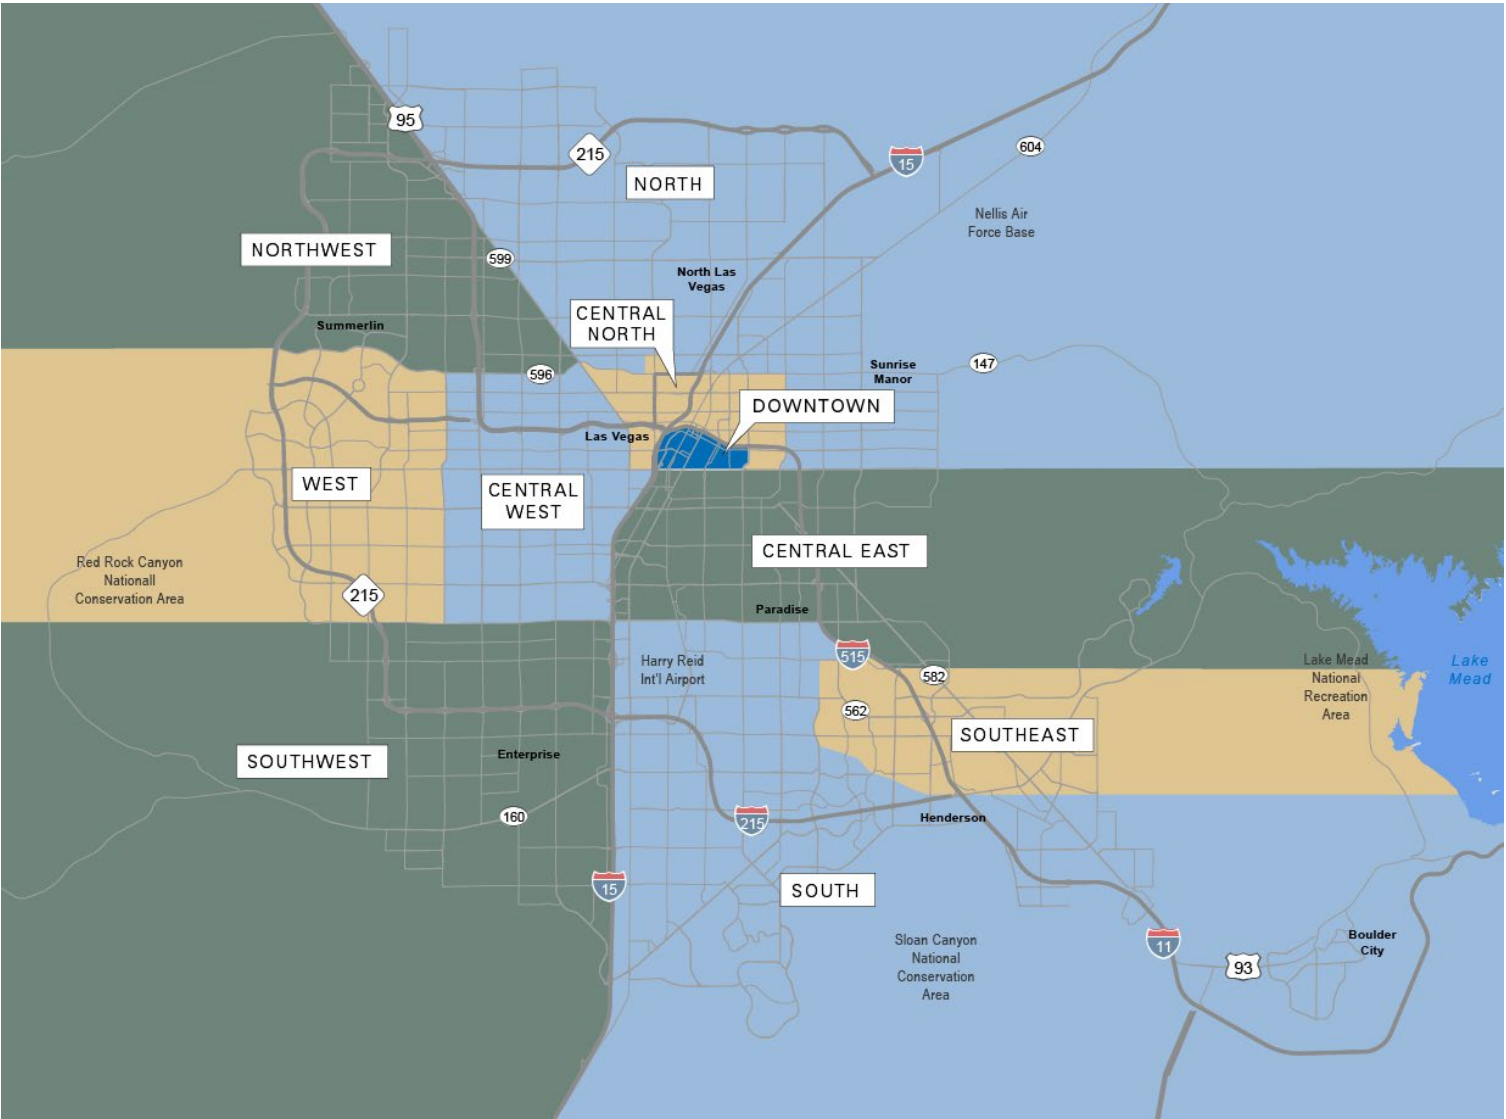 95
215
15
604
NORTH
Nellis Air
Force Base
NORTHWEST
599
North Las
Vegas
CENTRAL
NORTH
Summerlin
596
Sunrise
Manor
147
DOWNTOWN
Las Vegas
WEST
CENTRAL
WEST
CENTRAL EAST
Red Rock Canyon
Nationall
Conservation Area
215
Paradise
Harry Reid
Int'l Airport
515
582
Lake Mead
National
Recreation
Area
Lake
Mead
562
SOUTHEAST
SOUTHWEST
Enterprise
160
215
Henderson
15
SOUTH
Sloan Canyon
National
Conservation
Area
11
93
Boulder
City